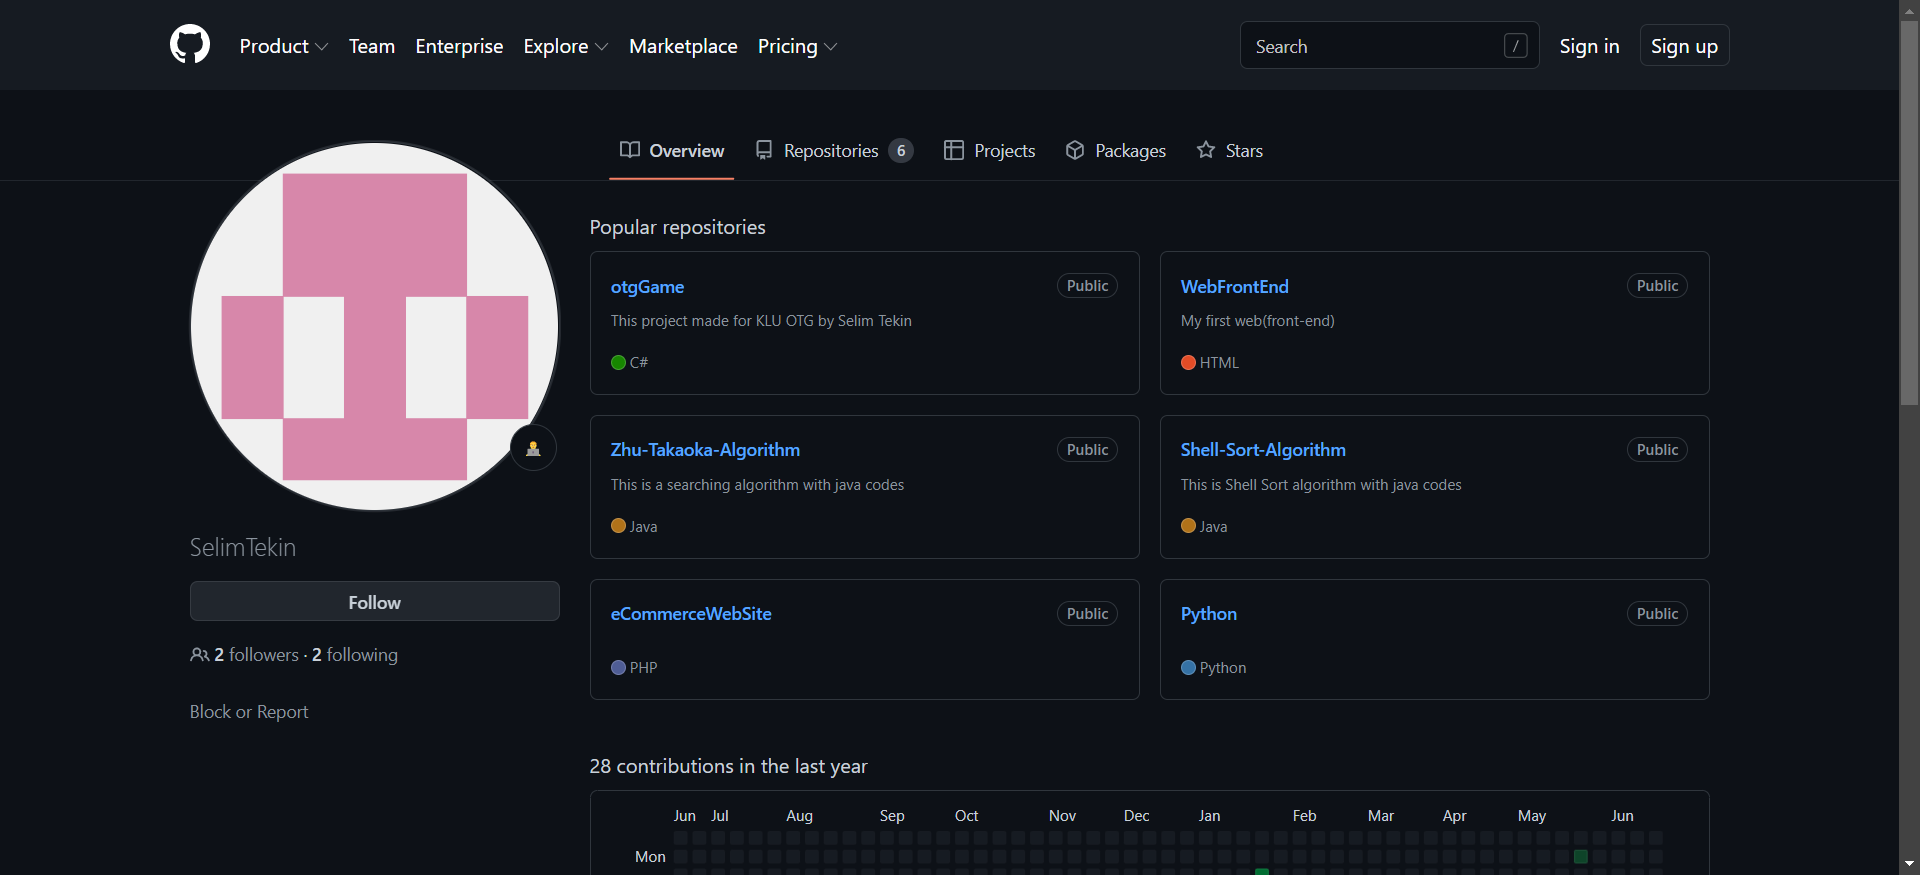 Product Team Enterprise Explore Marketplace Pricing Search / Sign in Sign up
Overview Repositories 6 Projects Packages Stars
Popular repositories
otgGame Public
This project made for KLU OTG by Selim Tekin
C#
WebFrontEnd Public
My first web(front-end)
HTML
Zhu-Takaoka-Algorithm Public
This is a searching algorithm with java codes
Java
Shell-Sort-Algorithm Public
This is Shell Sort algorithm with java codes
Java
eCommerceWebSite Public
PHP
Python Public
Python
SelimTekin
Follow
2 followers · 2 following
Block or Report
28 contributions in the last year
Jun Jul Aug Sep Oct Nov Dec Jan Feb Mar Apr May Jun
Mon